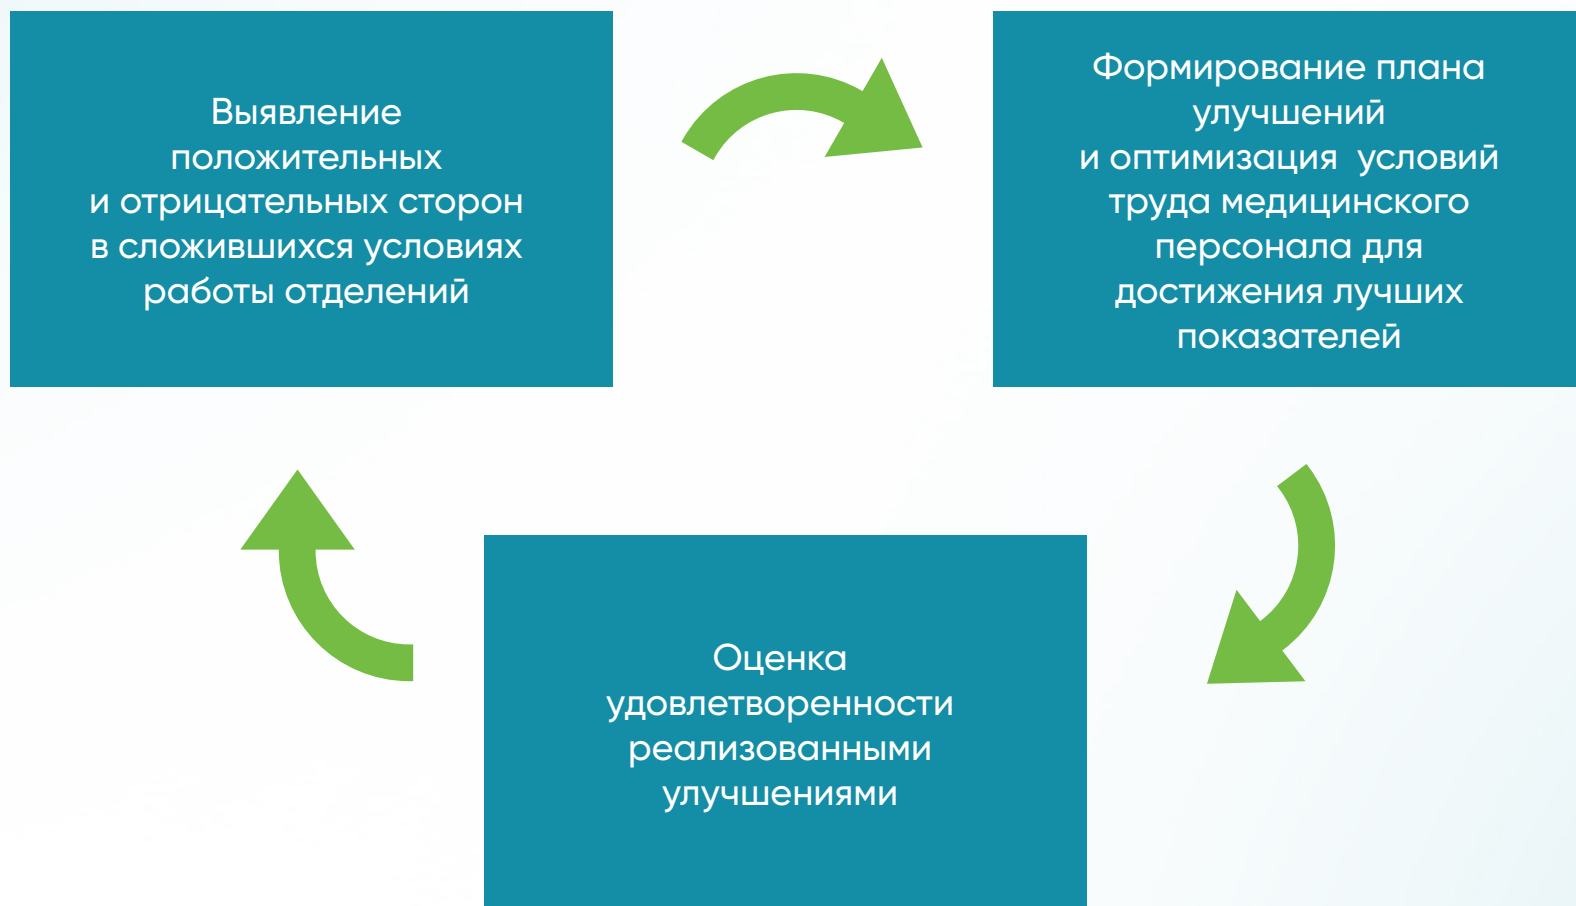 Выявление
положительных
и отрицательных сторон
в сложившихся условиях
работы отделений
Формирование плана
улучшений
и оптимизация  условий
труда медицинского
персонала для
достижения лучших
показателей
Оценка
удовлетворенности
реализованными
улучшениями